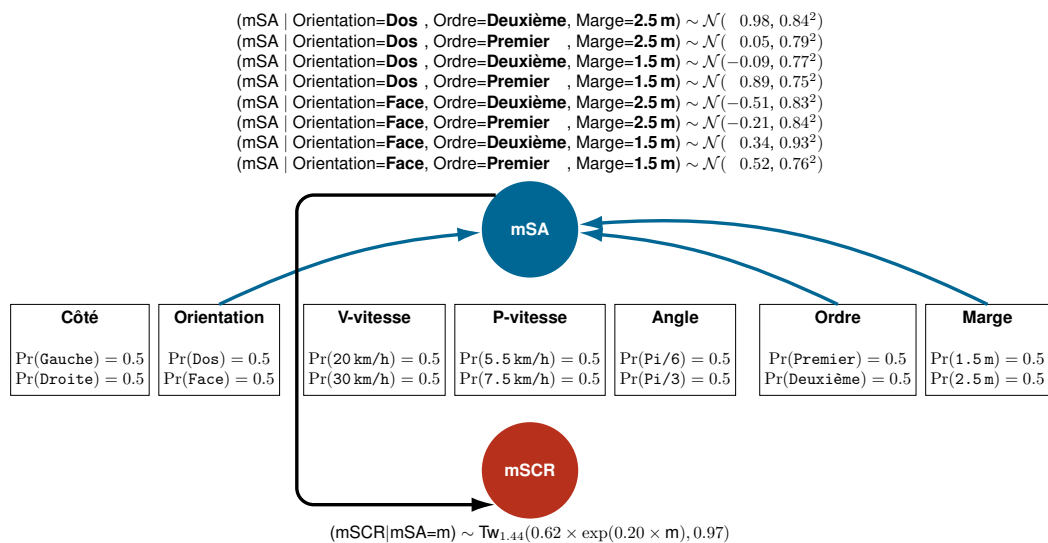 (mSA | Orientation=Dos , Ordre=Deuxième, Marge=2.5 m) ∼ 𝒩( 0.98, 0.84²)
(mSA | Orientation=Dos , Ordre=Premier , Marge=2.5 m) ∼ 𝒩( 0.05, 0.79²)
(mSA | Orientation=Dos , Ordre=Deuxième, Marge=1.5 m) ∼ 𝒩(−0.09, 0.77²)
(mSA | Orientation=Dos , Ordre=Premier , Marge=1.5 m) ∼ 𝒩( 0.89, 0.75²)
(mSA | Orientation=Face, Ordre=Deuxième, Marge=2.5 m) ∼ 𝒩(−0.51, 0.83²)
(mSA | Orientation=Face, Ordre=Premier , Marge=2.5 m) ∼ 𝒩(−0.21, 0.84²)
(mSA | Orientation=Face, Ordre=Deuxième, Marge=1.5 m) ∼ 𝒩( 0.34, 0.93²)
(mSA | Orientation=Face, Ordre=Premier , Marge=1.5 m) ∼ 𝒩( 0.52, 0.76²)
mSA
Côté
Pr(Gauche) = 0.5
Pr(Droite) = 0.5
Orientation
Pr(Dos) = 0.5
Pr(Face) = 0.5
V-vitesse
Pr(20 km/h) = 0.5
Pr(30 km/h) = 0.5
P-vitesse
Pr(5.5 km/h) = 0.5
Pr(7.5 km/h) = 0.5
Angle
Pr(Pi/6) = 0.5
Pr(Pi/3) = 0.5
Ordre
Pr(Premier) = 0.5
Pr(Deuxième) = 0.5
Marge
Pr(1.5 m) = 0.5
Pr(2.5 m) = 0.5
mSCR
(mSCR|mSA=m) ∼ Tw₁.₄₄(0.62 × exp(0.20 × m), 0.97)